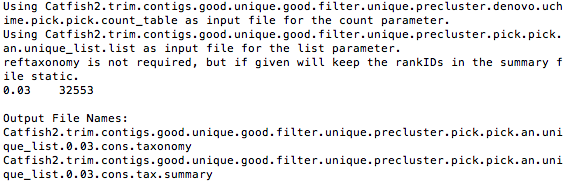 Using Catfish2.trim.contigs.good.unique.good.filter.unique.precluster.denovo.uch
ime.pick.pick.count_table as input file for the count parameter.
Using Catfish2.trim.contigs.good.unique.good.filter.unique.precluster.pick.pick.
an.unique_list.list as input file for the list parameter.
reftaxonomy is not required, but if given will keep the rankIDs in the summary f
ile static.
0.03    32553

Output File Names:
Catfish2.trim.contigs.good.unique.good.filter.unique.precluster.pick.pick.an.uni
que_list.0.03.cons.taxonomy
Catfish2.trim.contigs.good.unique.good.filter.unique.precluster.pick.pick.an.uni
que_list.0.03.cons.tax.summary